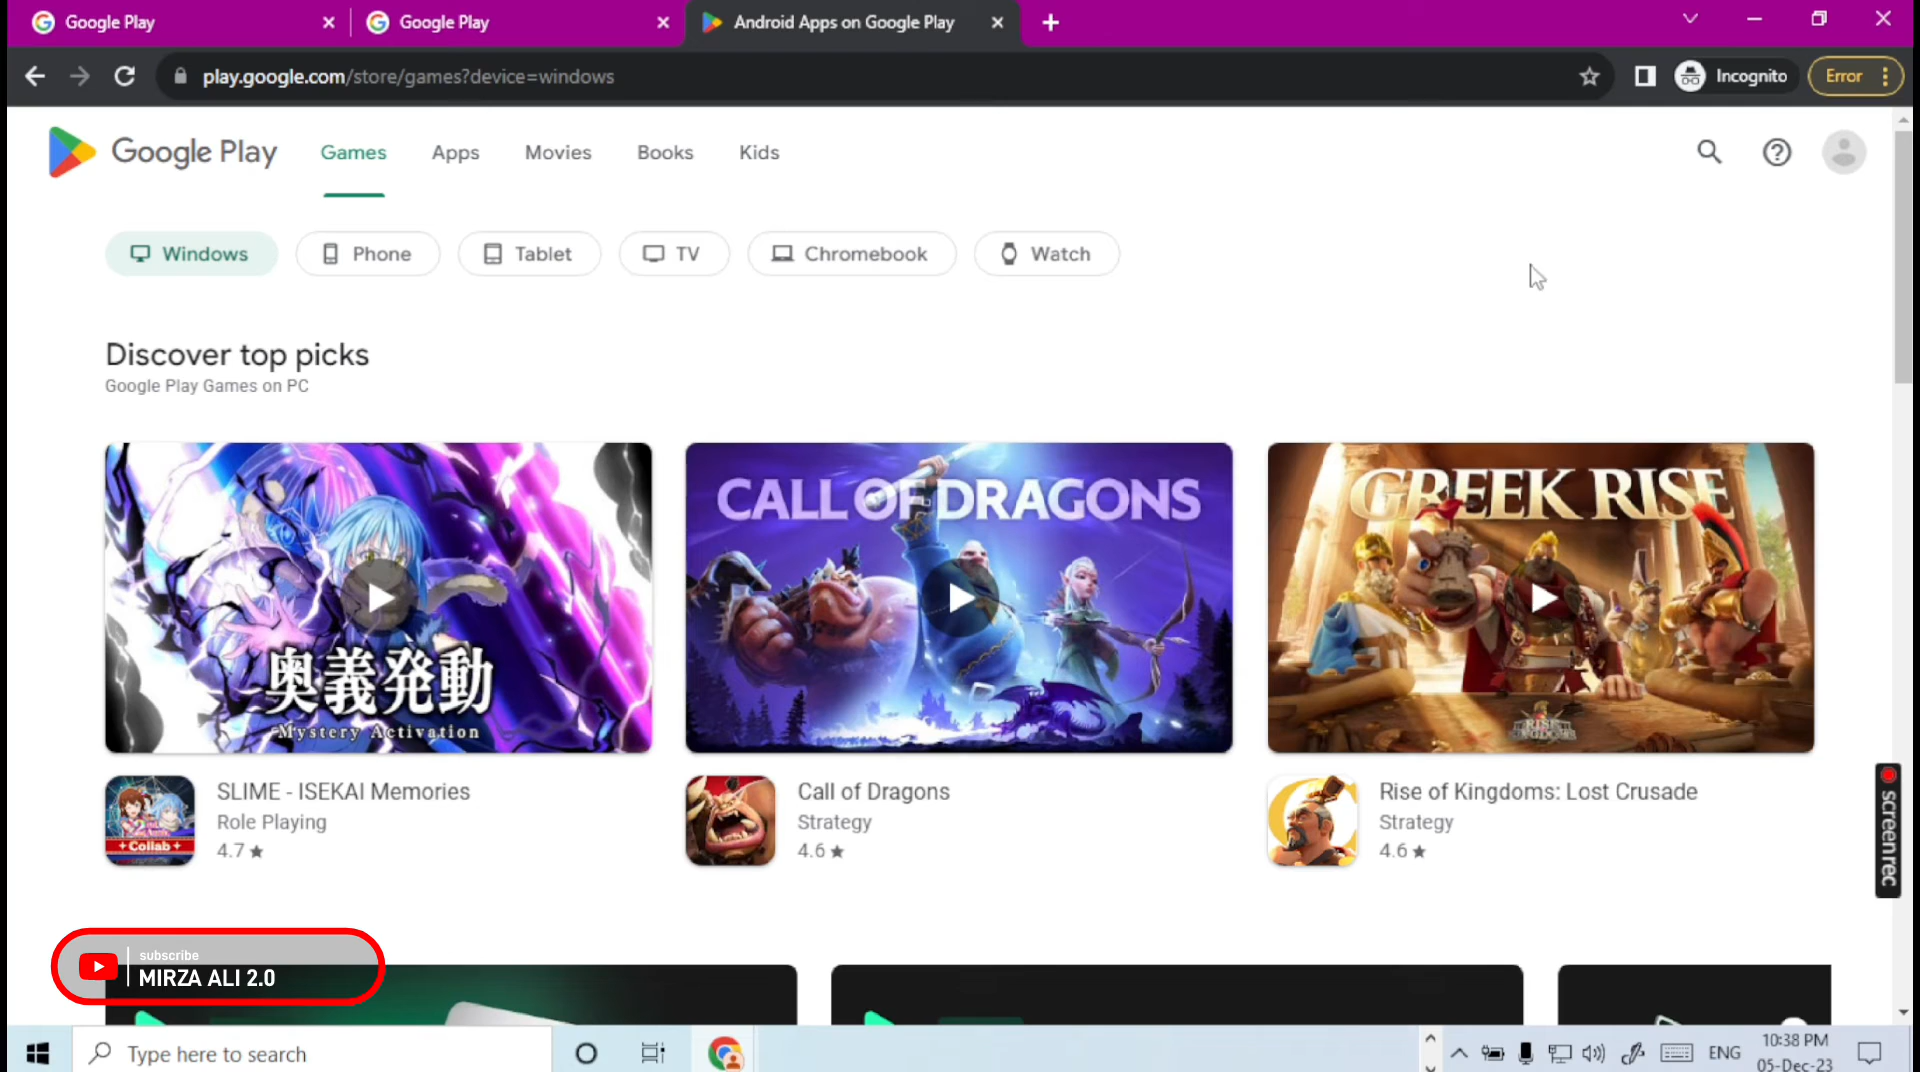 Google Play
Google Play
Android Apps on Google Play
play.google.com/store/games?device=windows
Incognito
Error
Google Play
Games
Apps
Movies
Books
Kids
Windows
Phone
Tablet
TV
Chromebook
Watch
Discover top picks
Google Play Games on PC
奥義発動
Mystery Activation
CALL OF DRAGONS
GREEK RISE
RISE OF KINGDOMS
Collab
SLIME - ISEKAI Memories
Role Playing
4.7 ★
Call of Dragons
Strategy
4.6 ★
Rise of Kingdoms: Lost Crusade
Strategy
4.6 ★
screenrec
subscribe
MIRZA ALI 2.0
Type here to search
ENG
10:38 PM
05-Dec-23